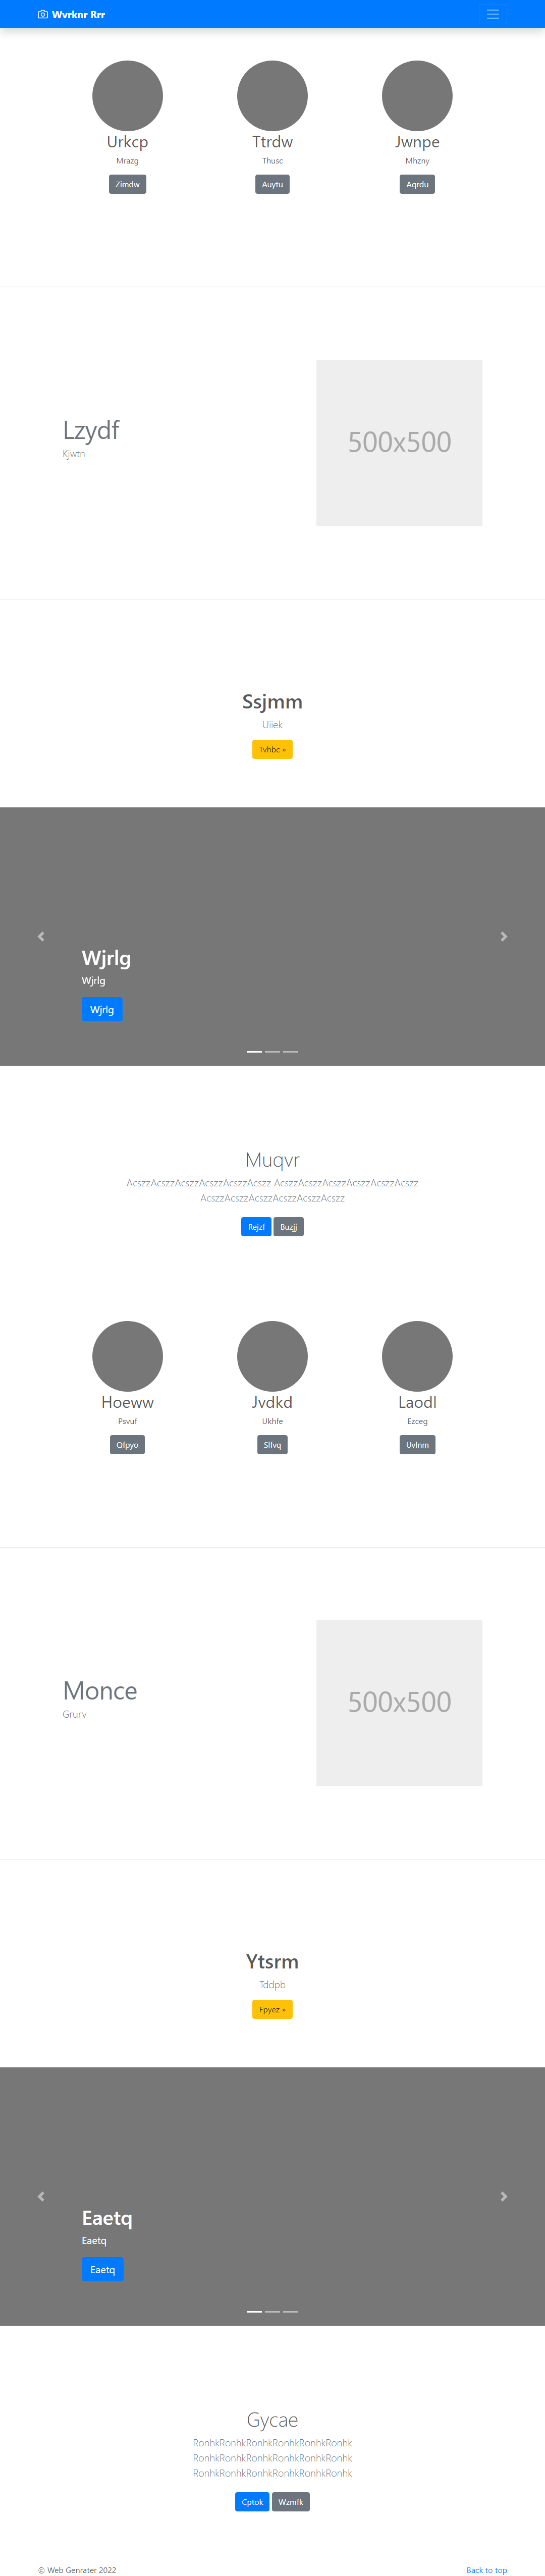 Wvrknr Rrr
Urkcp
Mrazg
Zimdw
Ttrdw
Thusc
Auytu
Jwnpe
Mhzny
Aqrdu
Lzydf
Kjwtn
500x500
Ssjmm
Uiiek
Tvhbc »
Wjrlg
Wjrlg
Wjrlg
Muqvr
AcszzAcszzAcszzAcszzAcszzAcszz AcszzAcszzAcszzAcszzAcszzAcszz
AcszzAcszzAcszzAcszzAcszzAcszz
Rejzf Buzjj
Hoeww
Psvuf
Qfpyo
Jvdkd
Ukhfe
Slfvq
Laodl
Ezceg
Uvlnm
Monce
Grurv
500x500
Ytsrm
Tddpb
Fpyez »
Eaetq
Eaetq
Eaetq
Gycae
RonhkRonhkRonhkRonhkRonhkRonhk
RonhkRonhkRonhkRonhkRonhkRonhk
RonhkRonhkRonhkRonhkRonhkRonhk
Cptok Wzmfk
© Web Genrater 2022
Back to top